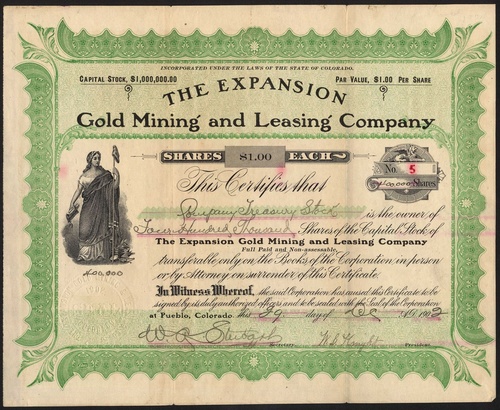 INCORPORATED UNDER THE LAWS OF THE STATE OF COLORADO.
CAPITAL STOCK, $1,000,000.00 PAR VALUE, $1.00 PER SHARE
THE EXPANSION
Gold Mining and Leasing Company
SHARES $1.00 EACH
No. 5
400,000 Shares
This Certifies that
Company Treasury Stock is the owner of
Four Hundred Thousand Shares of the Capital Stock of
The Expansion Gold Mining and Leasing Company
Full Paid and Non-assessable,
transferable only on the Books of the Corporation in person
or by Attorney on surrender of this Certificate.
400,000
In Witness Whereof, the said Corporation has caused this Certificate to be
signed by its duly authorized officers and to be sealed with the Seal of the Corporation
at Pueblo, Colorado. this 29 day of Dec 1902
W. R. Stewart
Secretary. President.